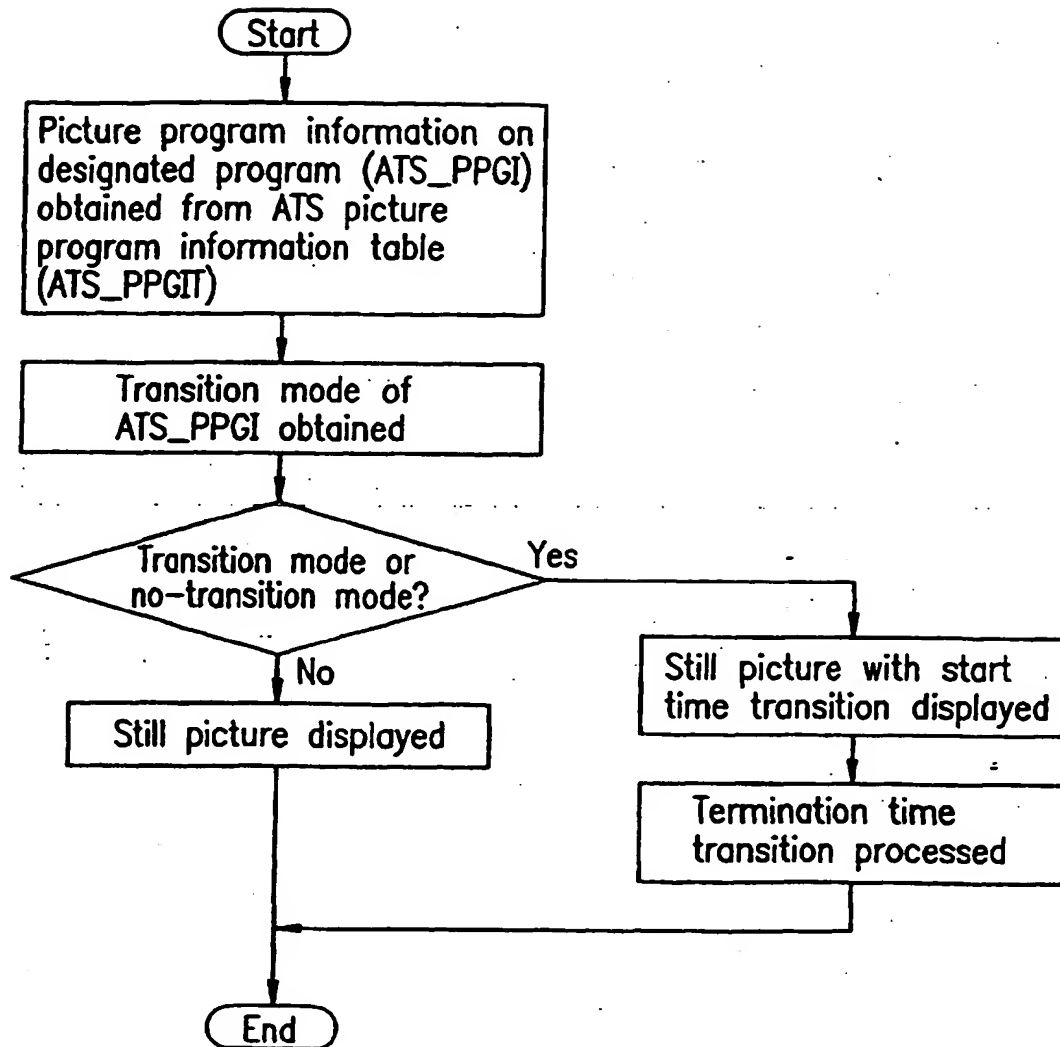 Start
Picture program information on
designated program (ATS_PPGI)
obtained from ATS picture
program information table
(ATS_PPGIT)
Transition mode of
ATS_PPGI obtained
Transition mode or
no-transition mode?
Yes
No
Still picture with start
time transition displayed
Still picture displayed
Termination time
transition processed
End